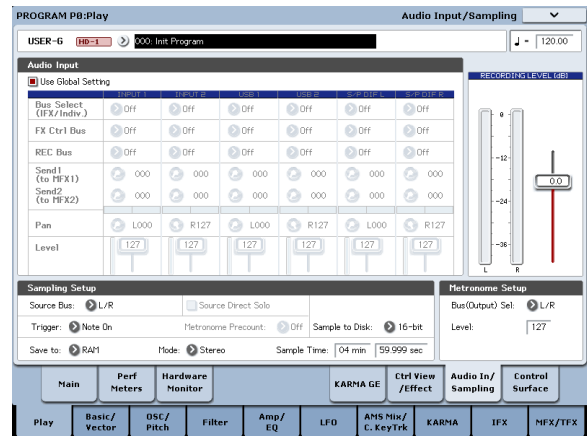 PROGRAM P0:Play Audio Input/Sampling
USER-G HD-1 000: Init Program ♩ = 120.00
Audio Input
Use Global Setting
RECORDING LEVEL (dB)
INPUT 1 INPUT 2 USB 1 USB 2 S/P DIF L S/P DIF R
Bus Select (IFX/Indiv.) Off Off Off Off Off Off
FX Ctrl Bus Off Off Off Off Off Off
REC Bus Off Off Off Off Off Off
Send1 (to MFX1) 000 000 000 000 000 000
Send2 (to MFX2) 000 000 000 000 000 000
Pan L000 R127 L000 R127 L000 R127
Level 127 127 127 127 127 127
0
-12
00
-24
-36
L R
Sampling Setup
Source Bus: L/R Source Direct Solo
Trigger: Note On Metronome Precount: Off Sample to Disk: 16-bit
Save to: RAM Mode: Stereo Sample Time: 04 min 59.999 sec
Metronome Setup
Bus(Output) Sel: L/R
Level: 127
Main Perf Meters Hardware Monitor KARMA GE Ctrl View /Effect Audio In/ Sampling Control Surface
Play Basic/ Vector OSC/ Pitch Filter Amp/ EQ LFO AMS Mix/ C. KeyTrk KARMA IFX MFX/TFX